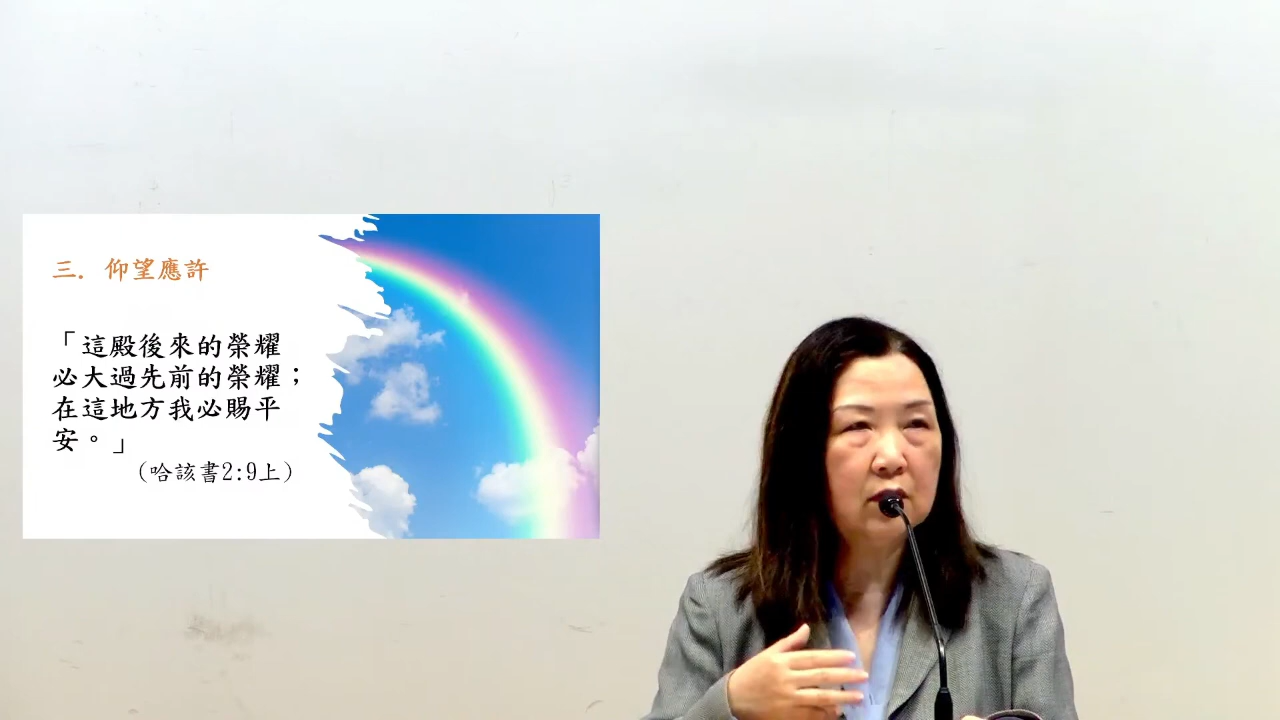 三. 仰望應許
「這殿後來的榮耀
必大過先前的榮耀；
在這地方我必賜平
安。」
(哈該書2:9上)